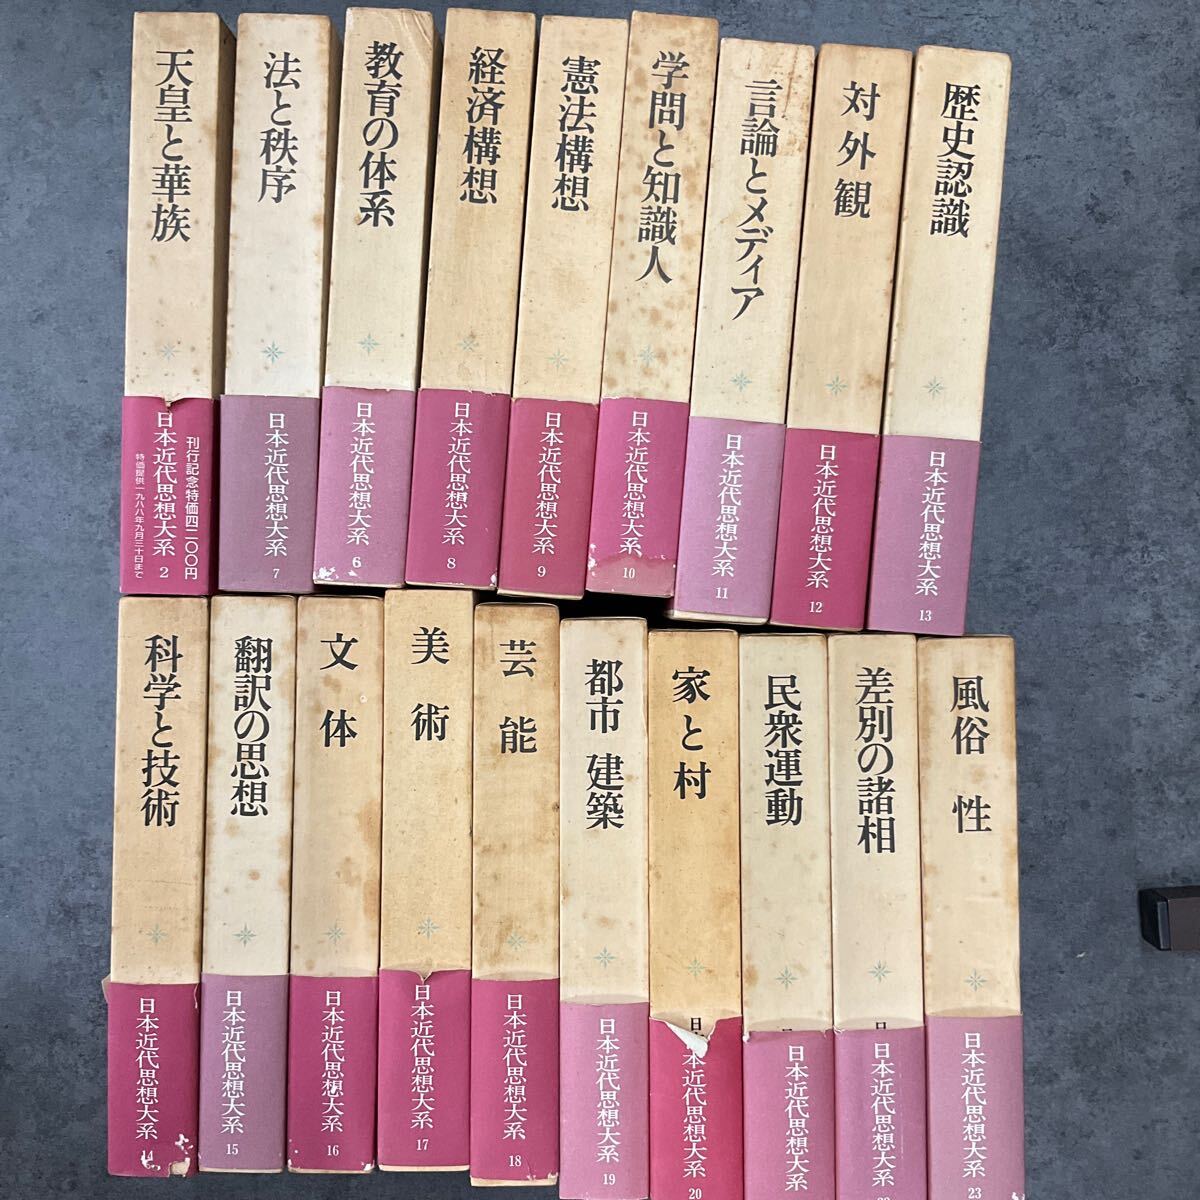 天皇と華族
刊行記念特価四二〇〇円
日本近代思想大系 2
特価提供一九八八年九月三十日まで
法と秩序
日本近代思想大系 7
教育の体系
日本近代思想大系 6
経済構想
日本近代思想大系 8
憲法構想
日本近代思想大系 9
学問と知識人
日本近代思想大系 10
言論とメディア
日本近代思想大系 11
対外観
日本近代思想大系 12
歴史認識
日本近代思想大系 13
科学と技術
日本近代思想大系 14
翻訳の思想
日本近代思想大系 15
文体
日本近代思想大系 16
美術
日本近代思想大系 17
芸能
日本近代思想大系 18
都市 建築
日本近代思想大系 19
家と村
日
日本近代思想大系 20
民衆運動
日本近代思想大系
差別の諸相
日
日本近代思想大系 22
風俗 性
日本近代思想大系 23